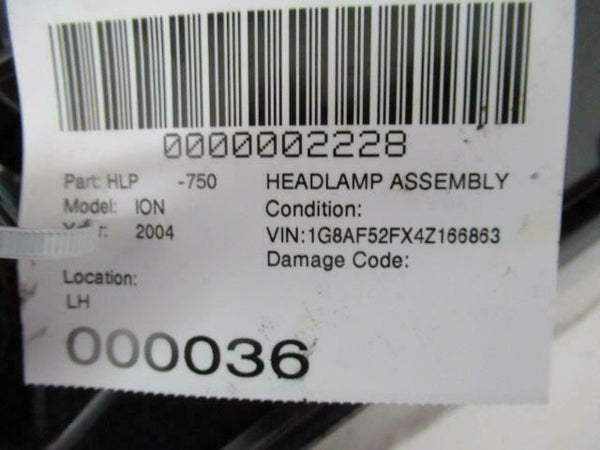 0000002228
Part: HLP -750 HEADLAMP ASSEMBLY
Model: ION Condition:
2004 VIN:1G8AF52FX4Z166863
Damage Code:
Location:
LH
000036